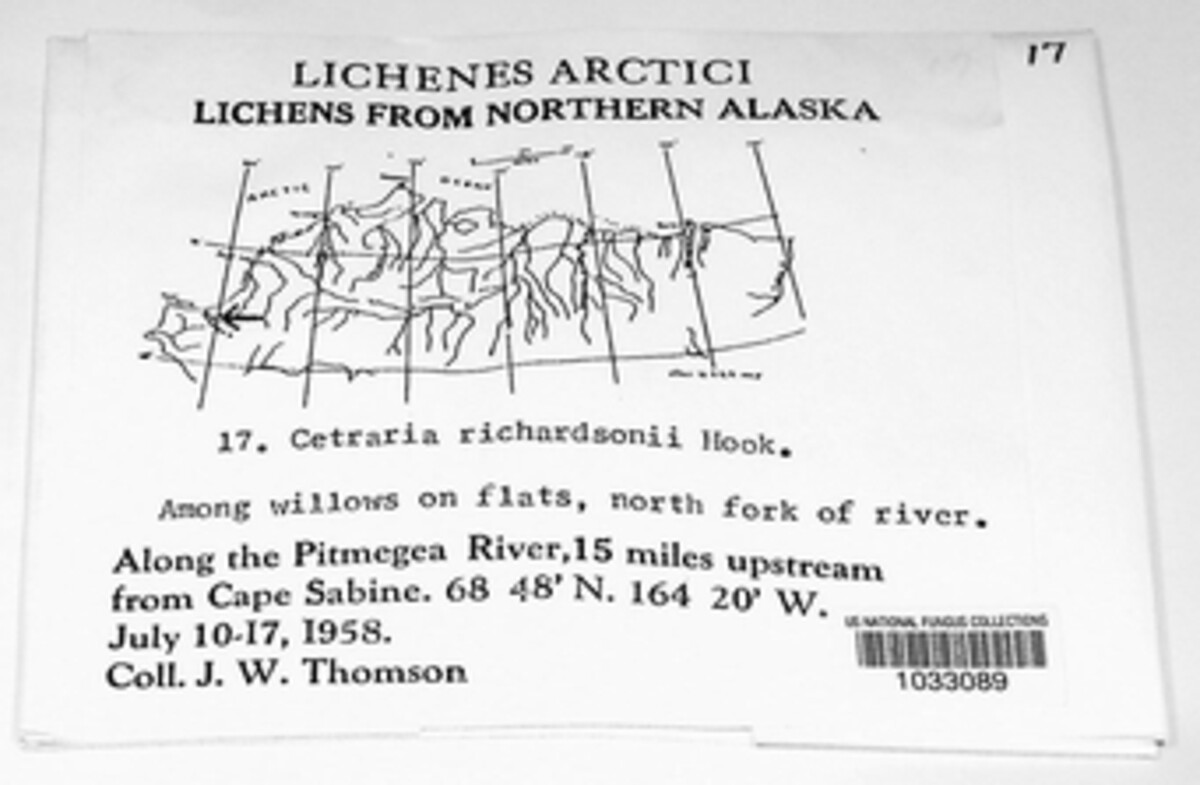 17
LICHENES ARCTICI
LICHENS FROM NORTHERN ALASKA
ARCTIC OCEAN
17. Cetraria richardsonii Hook.
Among willows on flats, north fork of river.
Along the Pitmegea River, 15 miles upstream
from Cape Sabine. 68 48' N. 164 20' W.
July 10-17, 1958.
Coll. J. W. Thomson
US NATIONAL FUNGUS COLLECTIONS
1033089